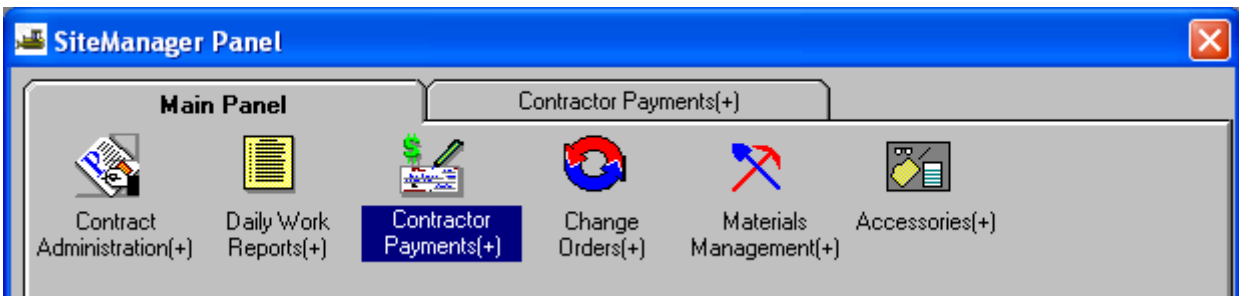 SiteManager Panel
Main Panel
Contractor Payments(+)
Contract
Administration(+)
Daily Work
Reports(+)
Contractor
Payments(+)
Change
Orders(+)
Materials
Management(+)
Accessories(+)